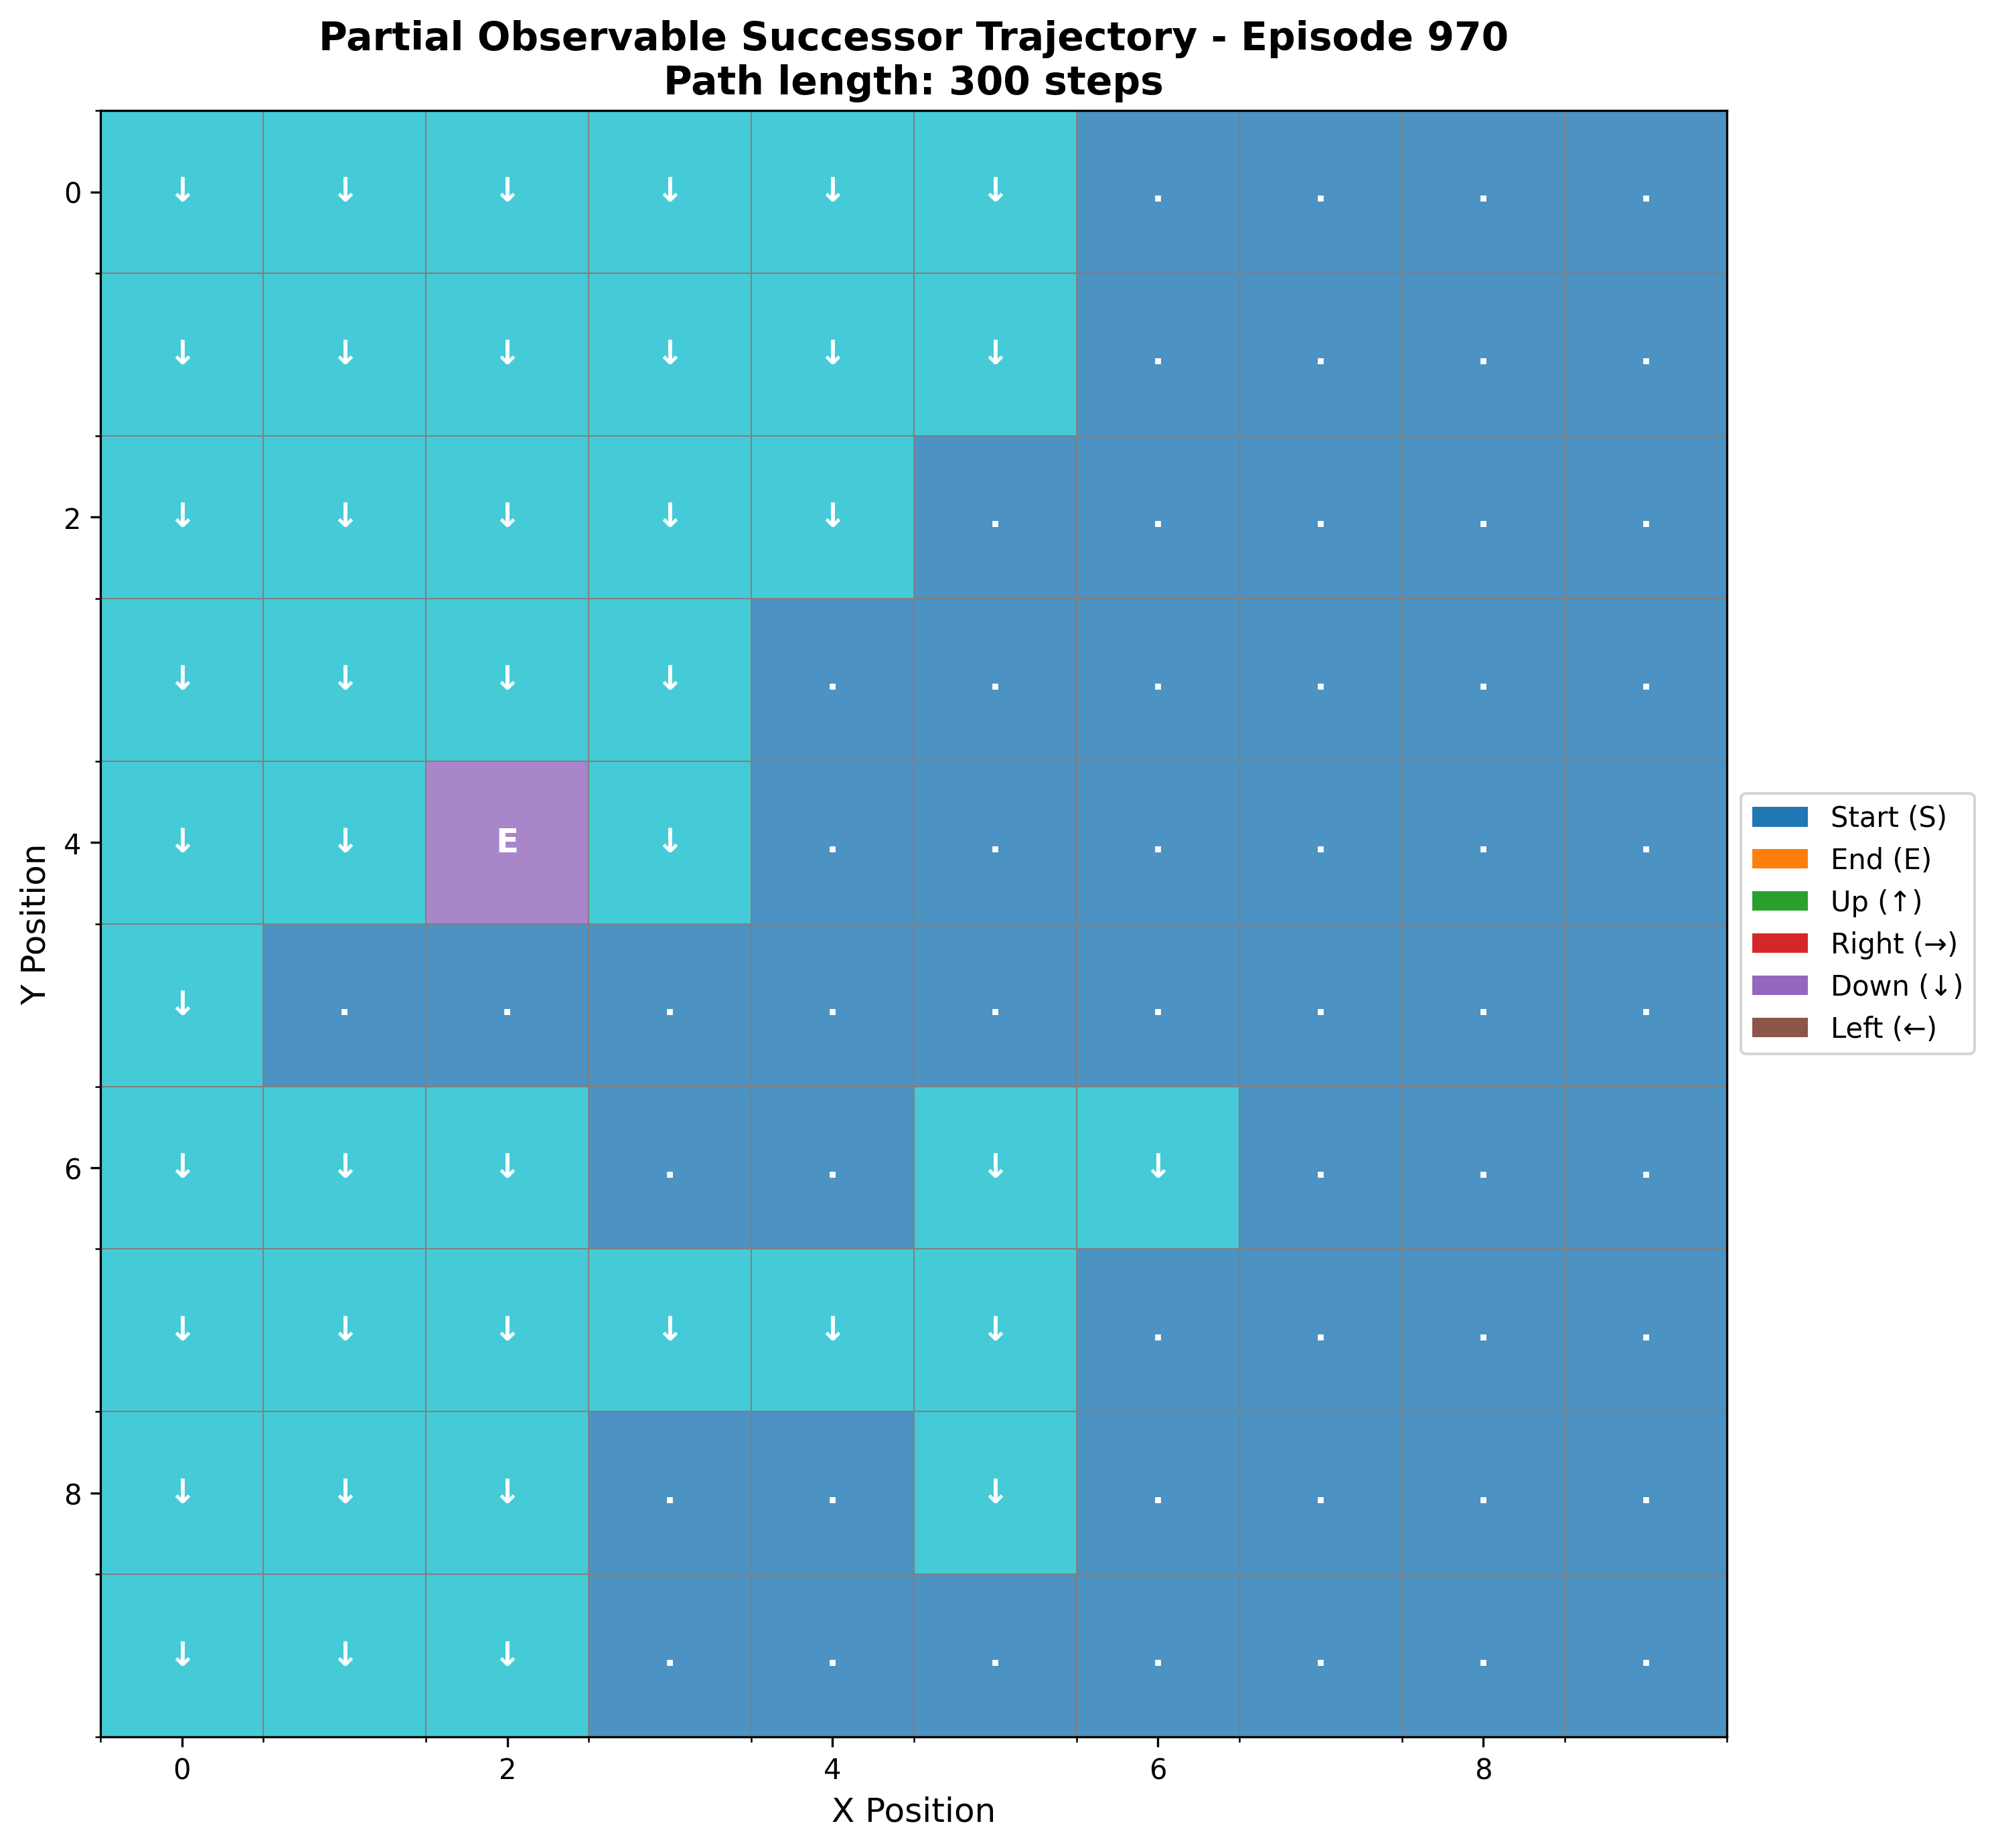 Partial Observable Successor Trajectory - Episode 970
Path length: 300 steps
0 ↓ ↓ ↓ ↓ ↓ ↓ . . . .
↓ ↓ ↓ ↓ ↓ ↓ . . . .
2 ↓ ↓ ↓ ↓ ↓ . . . . .
↓ ↓ ↓ ↓ . . . . . .
4 ↓ ↓ E ↓ . . . . . .
↓ . . . . . . . . .
6 ↓ ↓ ↓ . . ↓ ↓ . . .
↓ ↓ ↓ ↓ ↓ ↓ . . . .
8 ↓ ↓ ↓ . . ↓ . . . .
↓ ↓ ↓ . . . . . . .
0 2 4 6 8
X Position
Y Position
Start (S)
End (E)
Up (↑)
Right (→)
Down (↓)
Left (←)